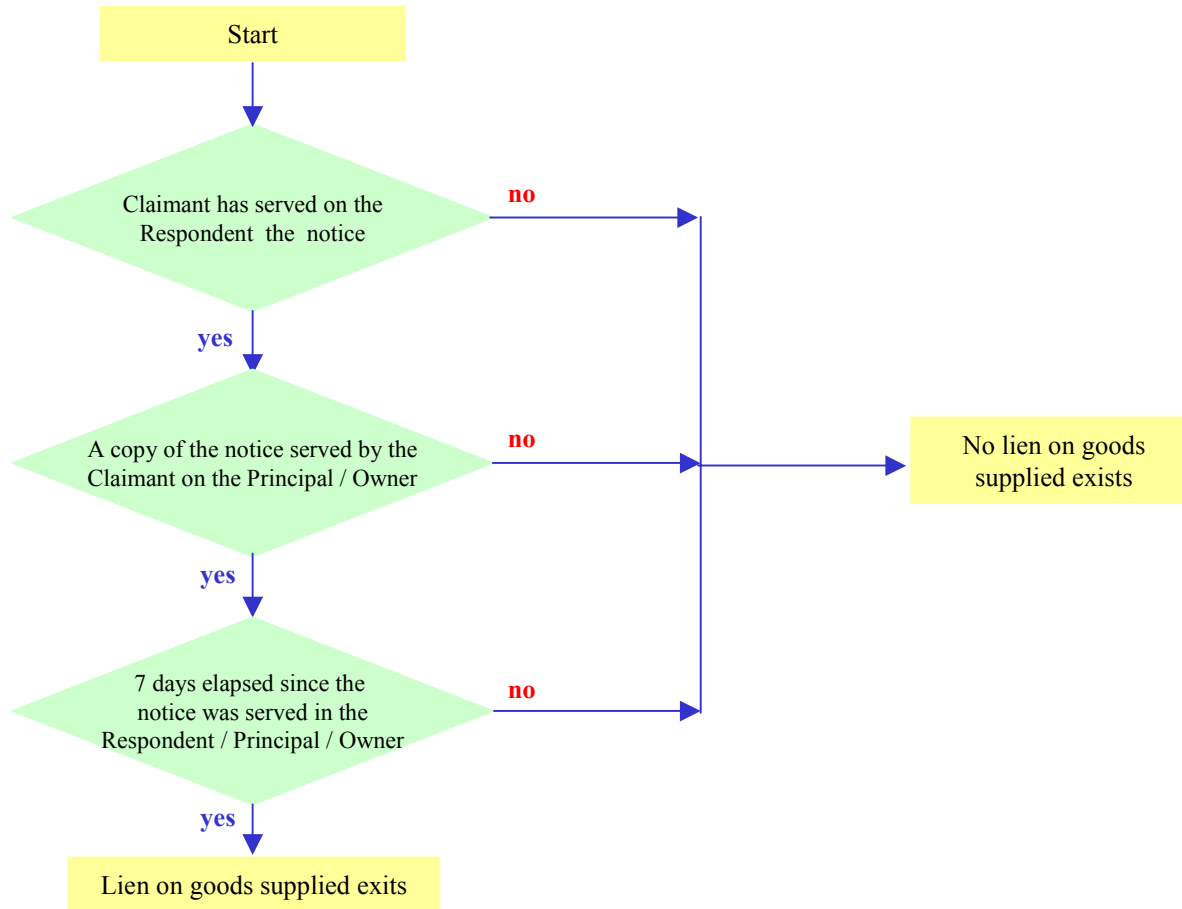 Start
Claimant has served on the
Respondent the notice
no
yes
A copy of the notice served by the
Claimant on the Principal / Owner
no
No lien on goods
supplied exists
yes
7 days elapsed since the
notice was served in the
Respondent / Principal / Owner
no
yes
Lien on goods supplied exits